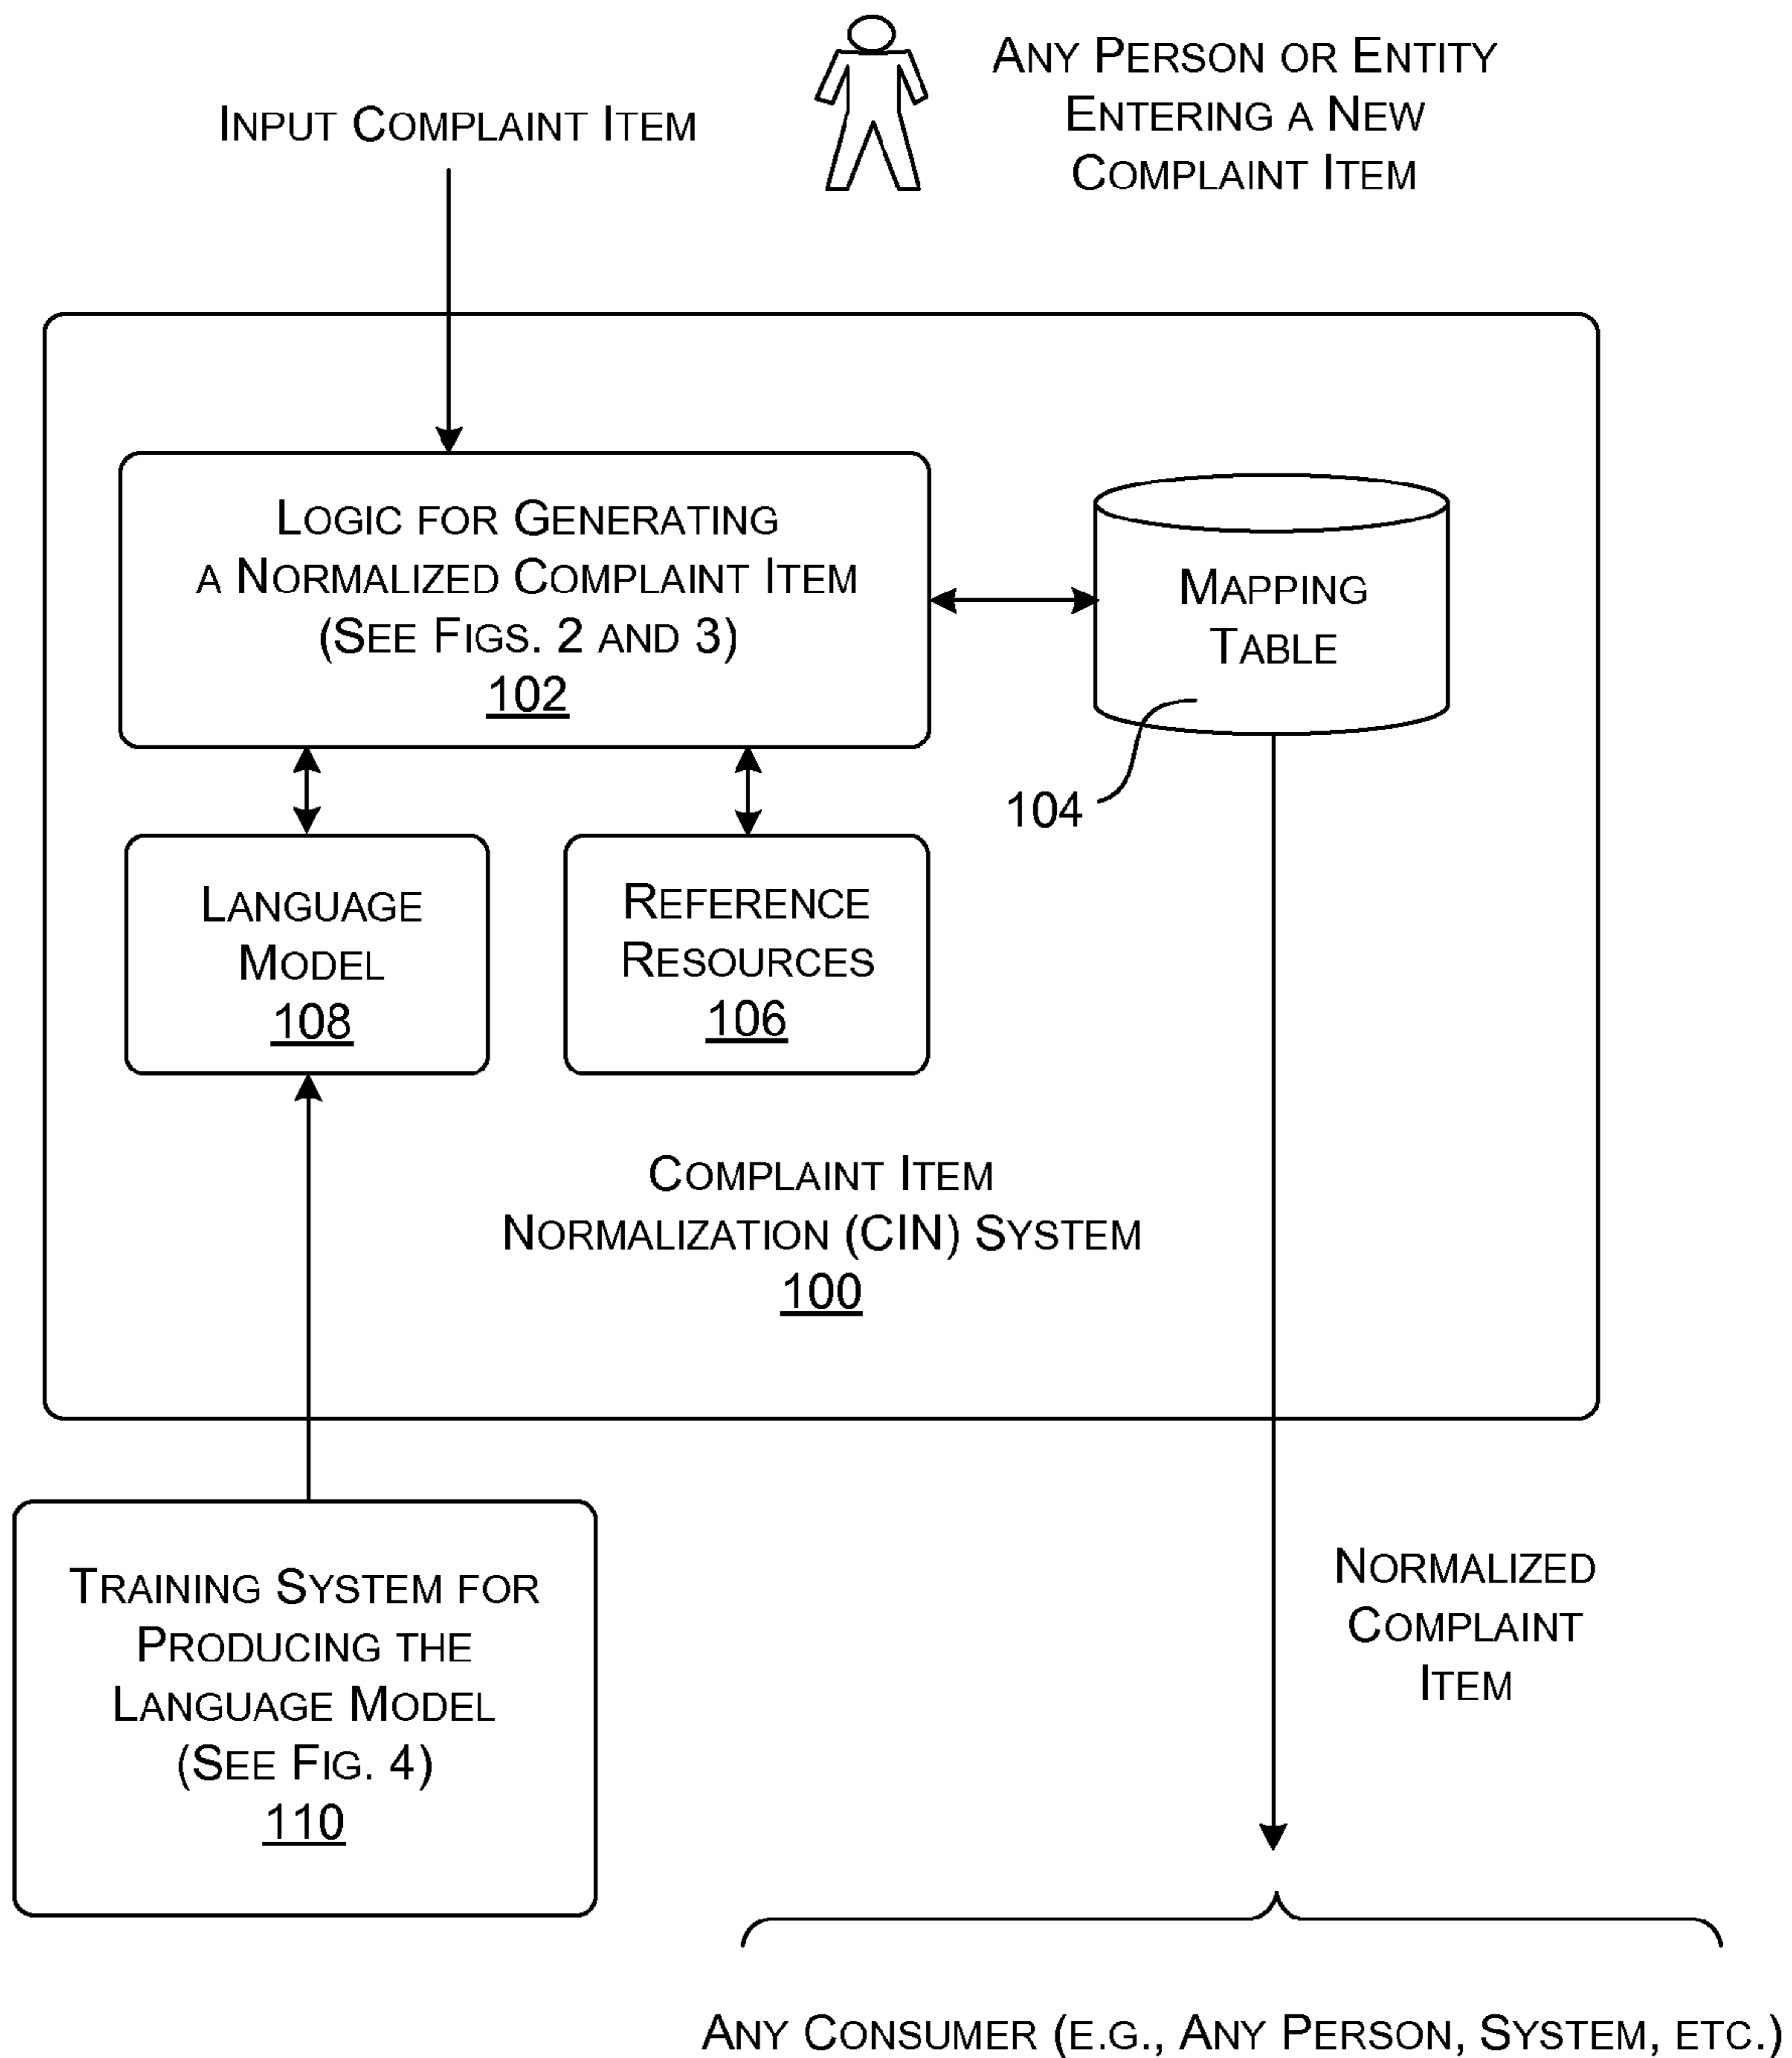 INPUT COMPLAINT ITEM
ANY PERSON OR ENTITY
ENTERING A NEW
COMPLAINT ITEM
LOGIC FOR GENERATING
A NORMALIZED COMPLAINT ITEM
(SEE FIGS. 2 AND 3)
102
MAPPING
TABLE
104
LANGUAGE
MODEL
108
REFERENCE
RESOURCES
106
COMPLAINT ITEM
NORMALIZATION (CIN) SYSTEM
100
TRAINING SYSTEM FOR
PRODUCING THE
LANGUAGE MODEL
(SEE FIG. 4)
110
NORMALIZED
COMPLAINT
ITEM
ANY CONSUMER (E.G., ANY PERSON, SYSTEM, ETC.)